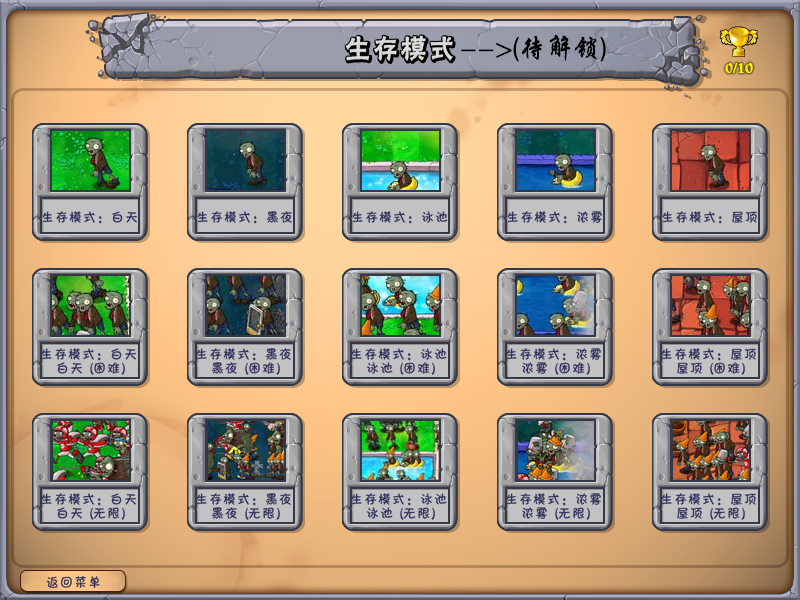 生存模式-->(待解锁)
0/10
生存模式：白天
生存模式：黑夜
生存模式：泳池
生存模式：浓雾
生存模式：屋顶
生存模式：白天
白天 (困难)
生存模式：黑夜
黑夜 (困难)
生存模式：泳池
泳池 (困难)
生存模式：浓雾
浓雾 (困难)
生存模式：屋顶
屋顶 (困难)
生存模式：白天
白天 (无限)
生存模式：黑夜
黑夜 (无限)
生存模式：泳池
泳池 (无限)
生存模式：浓雾
浓雾 (无限)
生存模式：屋顶
屋顶 (无限)
返回菜单